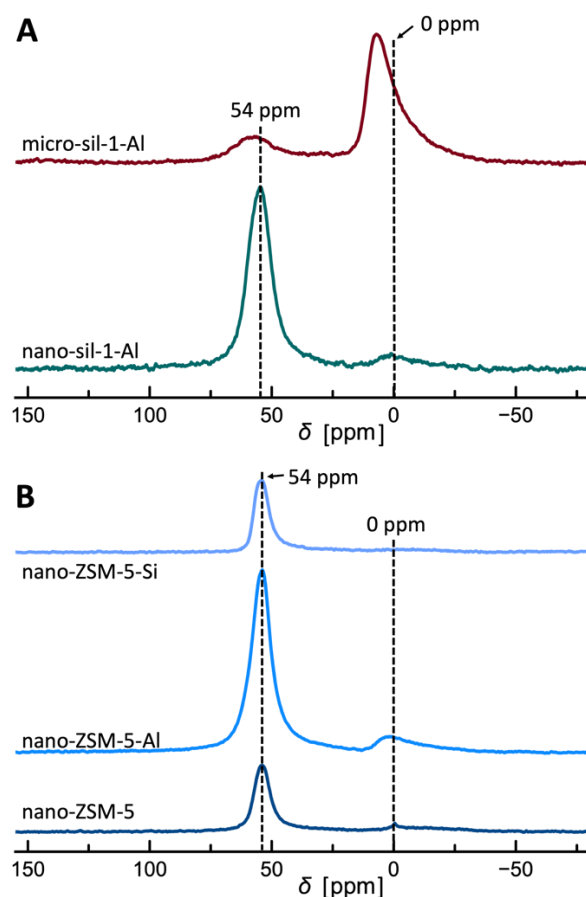 A
0 ppm
54 ppm
micro-sil-1-Al
nano-sil-1-Al
150 100 50 0 −50
δ [ppm]
B
54 ppm
0 ppm
nano-ZSM-5-Si
nano-ZSM-5-Al
nano-ZSM-5
150 100 50 0 −50
δ [ppm]